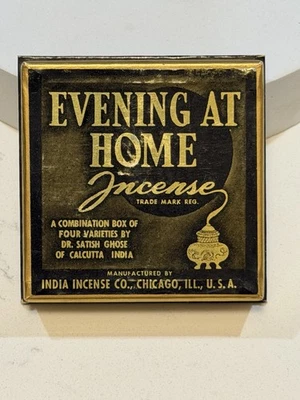 EVENING AT
HOME
Incense
TRADE MARK REG.
A COMBINATION BOX OF
FOUR VARIETIES BY
DR. SATISH GHOSE
OF CALCUTTA INDIA
MANUFACTURED BY
INDIA INCENSE CO., CHICAGO, ILL., U.S.A.